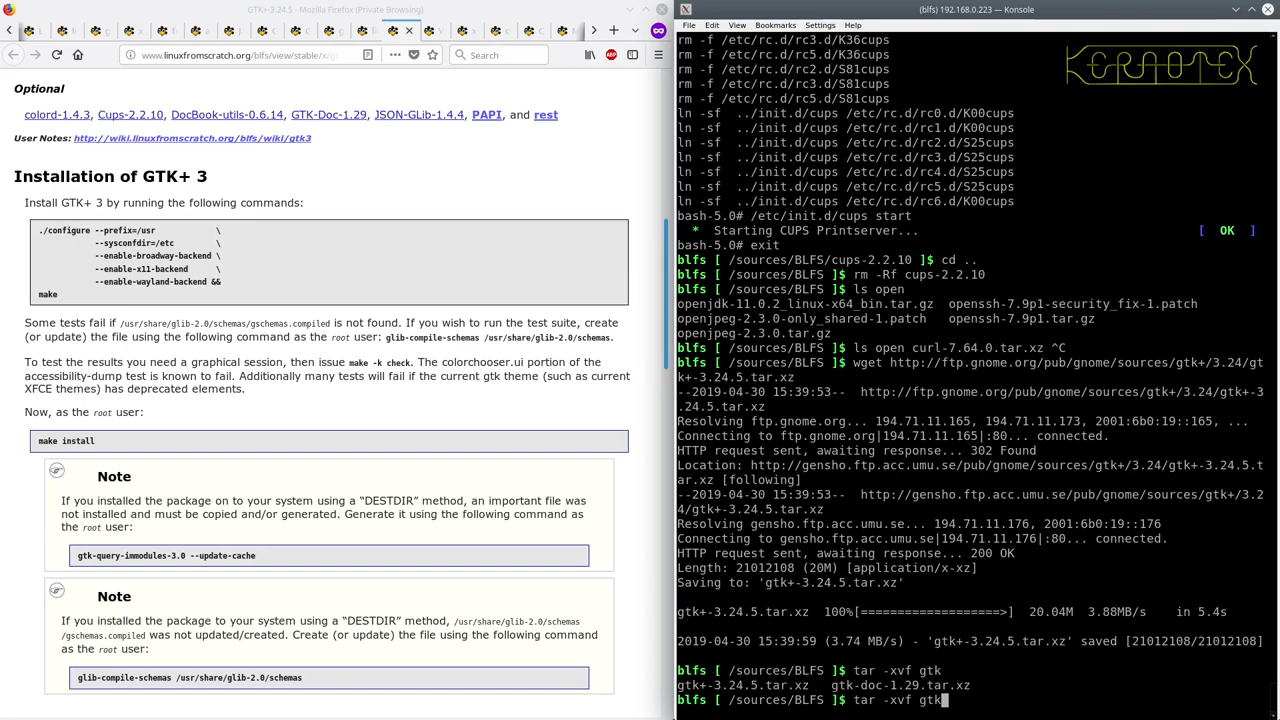 GTK+-3.24.5 - Mozilla Firefox (Private Browsing)
www.linuxfromscratch.org/blfs/view/stable/x/g
Search
Optional
colord-1.4.3, Cups-2.2.10, DocBook-utils-0.6.14, GTK-Doc-1.29, JSON-GLib-1.4.4, PAPI, and rest
User Notes: http://wiki.linuxfromscratch.org/blfs/wiki/gtk3
Installation of GTK+ 3
Install GTK+ 3 by running the following commands:
./configure --prefix=/usr \
--sysconfdir=/etc \
--enable-broadway-backend \
--enable-x11-backend \
--enable-wayland-backend &&
make
Some tests fail if /usr/share/glib-2.0/schemas/gschemas.compiled is not found. If you wish to run the test suite, create
(or update) the file using the following command as the root user: glib-compile-schemas /usr/share/glib-2.0/schemas.
To test the results you need a graphical session, then issue make -k check. The colorchooser.ui portion of the
accessibility-dump test is known to fail. Additionally many tests will fail if the current gtk theme (such as current
XFCE themes) has deprecated elements.
Now, as the root user:
make install
Note
If you installed the package on to your system using a “DESTDIR” method, an important file was
not installed and must be copied and/or generated. Generate it using the following command as
the root user:
gtk-query-immodules-3.0 --update-cache
Note
If you installed the package to your system using a “DESTDIR” method, /usr/share/glib-2.0/schemas
/gschemas.compiled was not updated/created. Create (or update) the file using the following command
as the root user:
glib-compile-schemas /usr/share/glib-2.0/schemas
(blfs) 192.168.0.223 — Konsole
File Edit View Bookmarks Settings Help
KERNOTEX
rm -f /etc/rc.d/rc3.d/K36cups
rm -f /etc/rc.d/rc5.d/K36cups
rm -f /etc/rc.d/rc2.d/S81cups
rm -f /etc/rc.d/rc3.d/S81cups
rm -f /etc/rc.d/rc5.d/S81cups
ln -sf ../init.d/cups /etc/rc.d/rc0.d/K00cups
ln -sf ../init.d/cups /etc/rc.d/rc1.d/K00cups
ln -sf ../init.d/cups /etc/rc.d/rc2.d/S25cups
ln -sf ../init.d/cups /etc/rc.d/rc3.d/S25cups
ln -sf ../init.d/cups /etc/rc.d/rc4.d/S25cups
ln -sf ../init.d/cups /etc/rc.d/rc5.d/S25cups
ln -sf ../init.d/cups /etc/rc.d/rc6.d/K00cups
bash-5.0# /etc/init.d/cups start
* Starting CUPS Printserver... [ OK ]
bash-5.0# exit
blfs [ /sources/BLFS/cups-2.2.10 ]$ cd ..
blfs [ /sources/BLFS ]$ rm -Rf cups-2.2.10
blfs [ /sources/BLFS ]$ ls open
openjdk-11.0.2_linux-x64_bin.tar.gz openssh-7.9p1-security_fix-1.patch
openjpeg-2.3.0-only_shared-1.patch openssh-7.9p1.tar.gz
openjpeg-2.3.0.tar.gz
blfs [ /sources/BLFS ]$ ls open curl-7.64.0.tar.xz ^C
blfs [ /sources/BLFS ]$ wget http://ftp.gnome.org/pub/gnome/sources/gtk+/3.24/gt
k+-3.24.5.tar.xz
--2019-04-30 15:39:53-- http://ftp.gnome.org/pub/gnome/sources/gtk+/3.24/gtk+-3
.24.5.tar.xz
Resolving ftp.gnome.org... 194.71.11.165, 194.71.11.173, 2001:6b0:19::165, ...
Connecting to ftp.gnome.org|194.71.11.165|:80... connected.
HTTP request sent, awaiting response... 302 Found
Location: http://gensho.ftp.acc.umu.se/pub/gnome/sources/gtk+/3.24/gtk+-3.24.5.t
ar.xz [following]
--2019-04-30 15:39:53-- http://gensho.ftp.acc.umu.se/pub/gnome/sources/gtk+/3.2
4/gtk+-3.24.5.tar.xz
Resolving gensho.ftp.acc.umu.se... 194.71.11.176, 2001:6b0:19::176
Connecting to gensho.ftp.acc.umu.se|194.71.11.176|:80... connected.
HTTP request sent, awaiting response... 200 OK
Length: 21012108 (20M) [application/x-xz]
Saving to: 'gtk+-3.24.5.tar.xz'
gtk+-3.24.5.tar.xz 100%[===================>] 20.04M 3.88MB/s in 5.4s
2019-04-30 15:39:59 (3.74 MB/s) - 'gtk+-3.24.5.tar.xz' saved [21012108/21012108]
blfs [ /sources/BLFS ]$ tar -xvf gtk
gtk+-3.24.5.tar.xz gtk-doc-1.29.tar.xz
blfs [ /sources/BLFS ]$ tar -xvf gtk